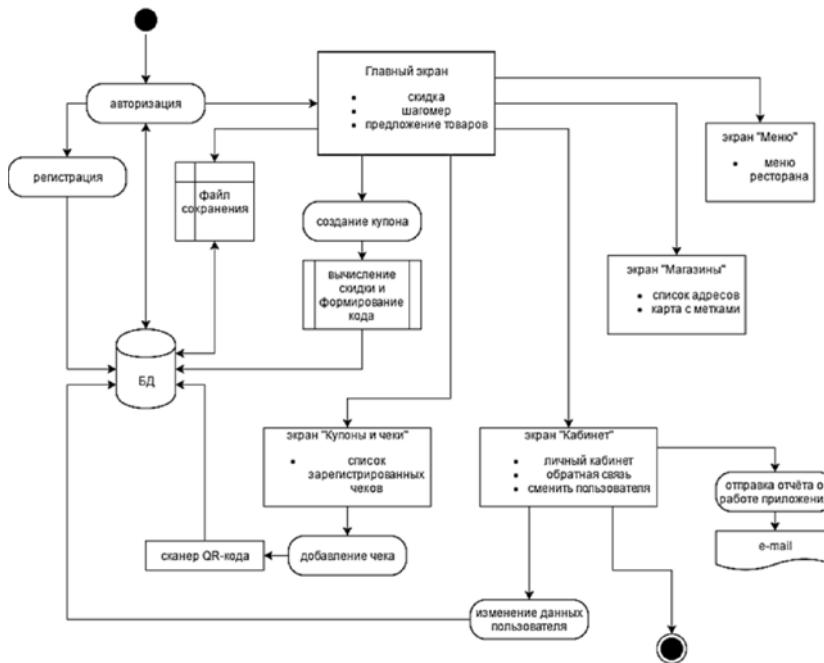 Главный экран
скидка
шагомер
предложение товаров
авторизация
экран "Меню"
меню
ресторана
регистрация
файл
сохранения
создание купона
экран "Магазины"
список адресов
карта с метками
вычисление
скидки и
формирование
кода
БД
экран "Купоны и чеки"
список
зарегистрированных
чеков
экран "Кабинет"
личный кабинет
обратная связь
сменить пользователя
отправка отчёта о
работе приложения
e-mail
сканер QR-кода
добавление чека
изменение данных
пользователя